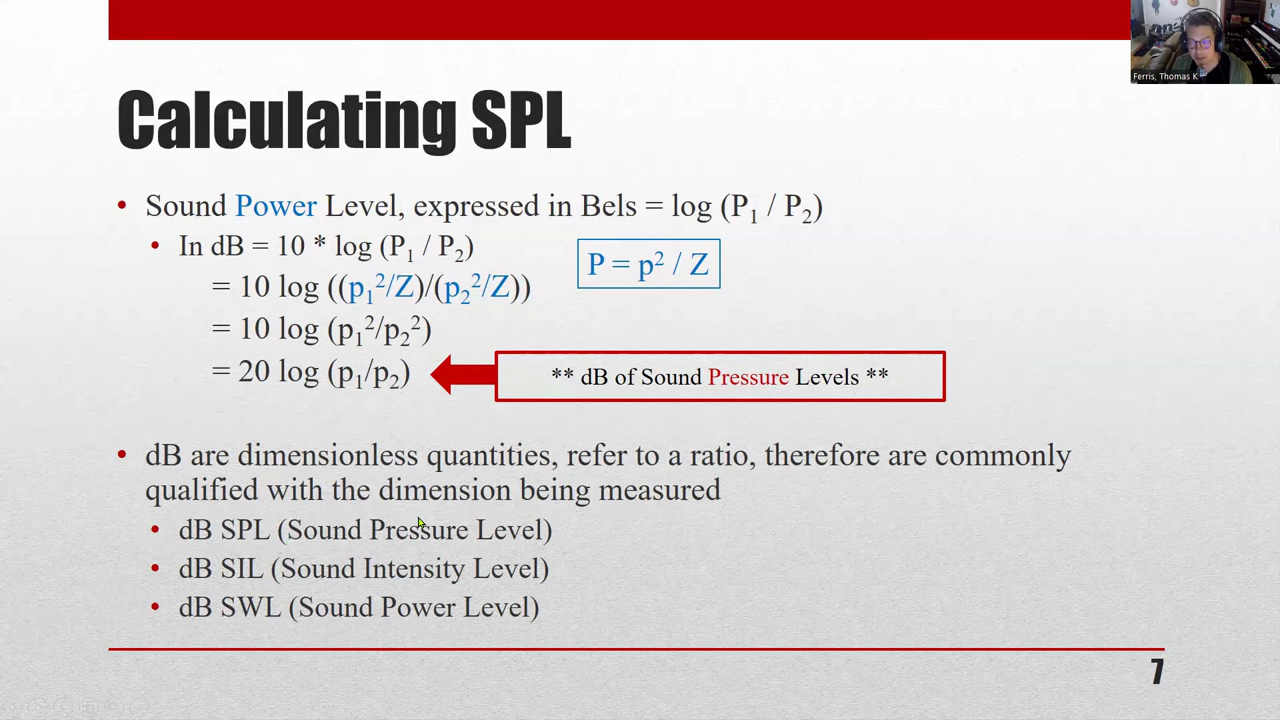 Ferris, Thomas K
Calculating SPL
• Sound Power Level, expressed in Bels = log (P₁ / P₂)
• In dB = 10 * log (P₁ / P₂)
P = p² / Z
= 10 log ((p₁²/Z)/(p₂²/Z))
= 10 log (p₁²/p₂²)
= 20 log (p₁/p₂)
** dB of Sound Pressure Levels **
• dB are dimensionless quantities, refer to a ratio, therefore are commonly
qualified with the dimension being measured
• dB SPL (Sound Pressure Level)
• dB SIL (Sound Intensity Level)
• dB SWL (Sound Power Level)
7